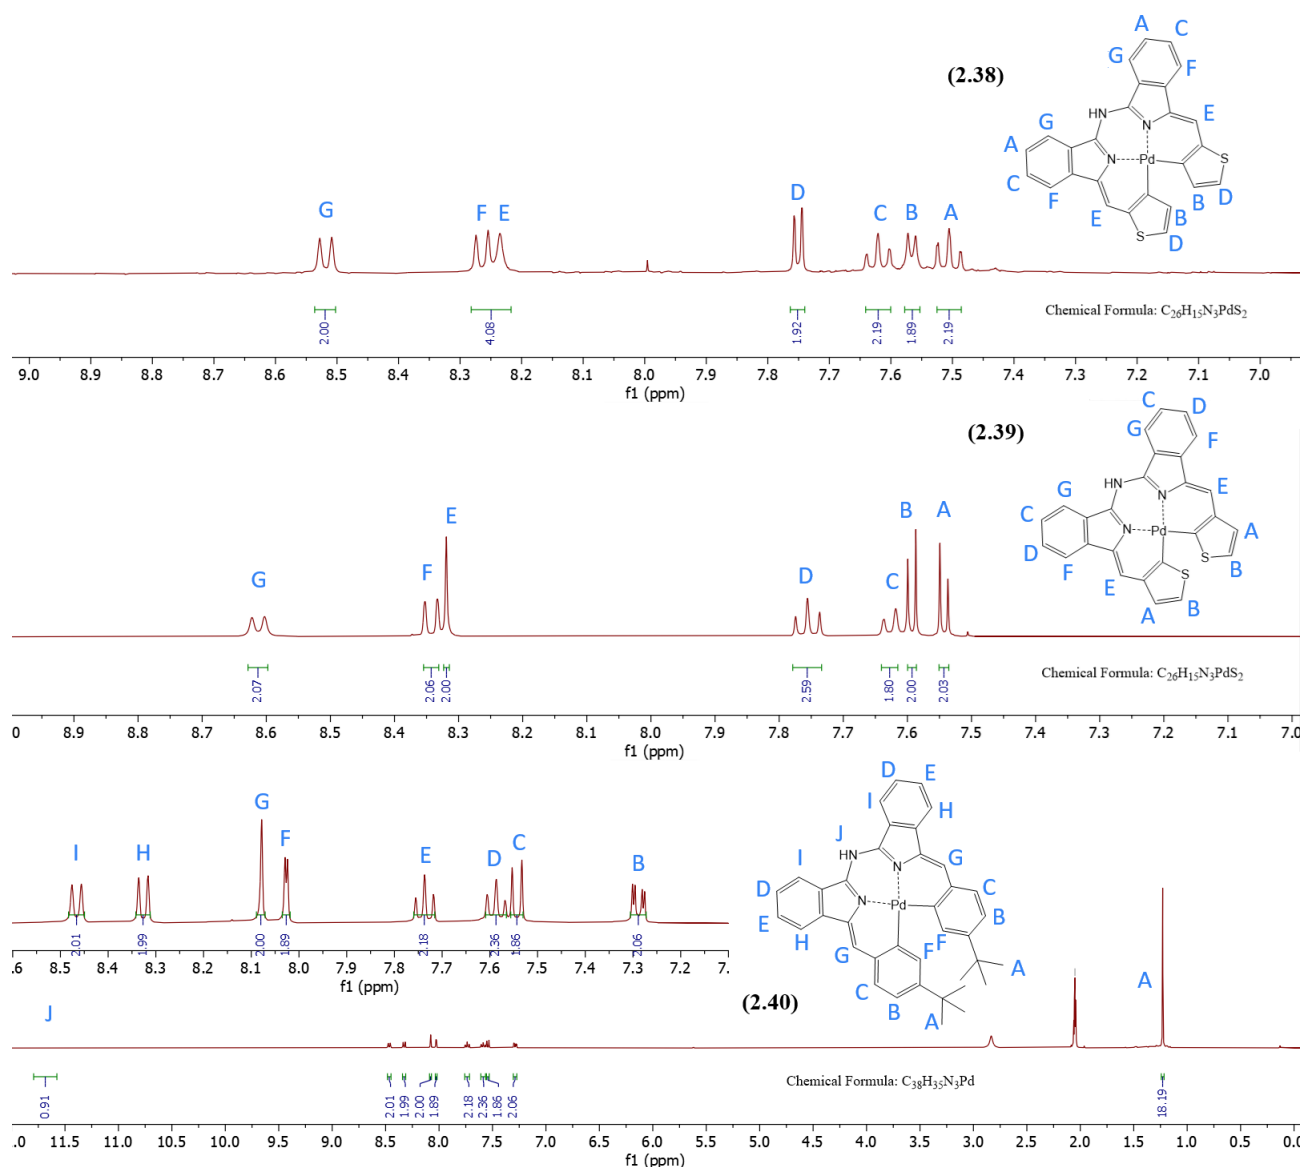 A
C
G
F
(2.38)
HN
N
E
G
A
N
Pd
S
C
F
B
D
E
B
S
D
G
F E
D
C
B
A
2.00
4.08
1.92
2.19
1.89
2.19
Chemical Formula: C26H15N3PdS2
9.0 8.9 8.8 8.7 8.6 8.5 8.4 8.3 8.2 8.1 8.0 7.9 7.8 7.7 7.6 7.5 7.4 7.3 7.2 7.1 7.0
f1 (ppm)
C
D
(2.39)
G
F
HN
N
E
G
C
N
Pd
A
D
F
S
B
E
S
A
B
G
F
E
D
C
B
A
2.07
2.06
2.00
2.59
1.80
2.00
2.03
Chemical Formula: C26H15N3PdS2
.0 8.9 8.8 8.7 8.6 8.5 8.4 8.3 8.2 8.1 8.0 7.9 7.8 7.7 7.6 7.5 7.4 7.3 7.2 7.1 7.0
f1 (ppm)
D
E
I
H
J
HN
N
G
I
D
N
Pd
C
E
B
H
F
F
G
A
C
B
A
(2.40)
I
H
G
F
E
D
C
B
2.01
1.99
2.00
1.89
2.18
2.36
1.86
2.06
.6 8.5 8.4 8.3 8.2 8.1 8.0 7.9 7.8 7.7 7.6 7.5 7.4 7.3 7.2 7.
f1 (ppm)
J
A
0.91
2.01
1.99
2.00
1.89
2.18
2.36
1.86
2.06
18.19
Chemical Formula: C38H35N3Pd
.0 11.5 11.0 10.5 10.0 9.5 9.0 8.5 8.0 7.5 7.0 6.5 6.0 5.5 5.0 4.5 4.0 3.5 3.0 2.5 2.0 1.5 1.0 0.5 0.0
f1 (ppm)